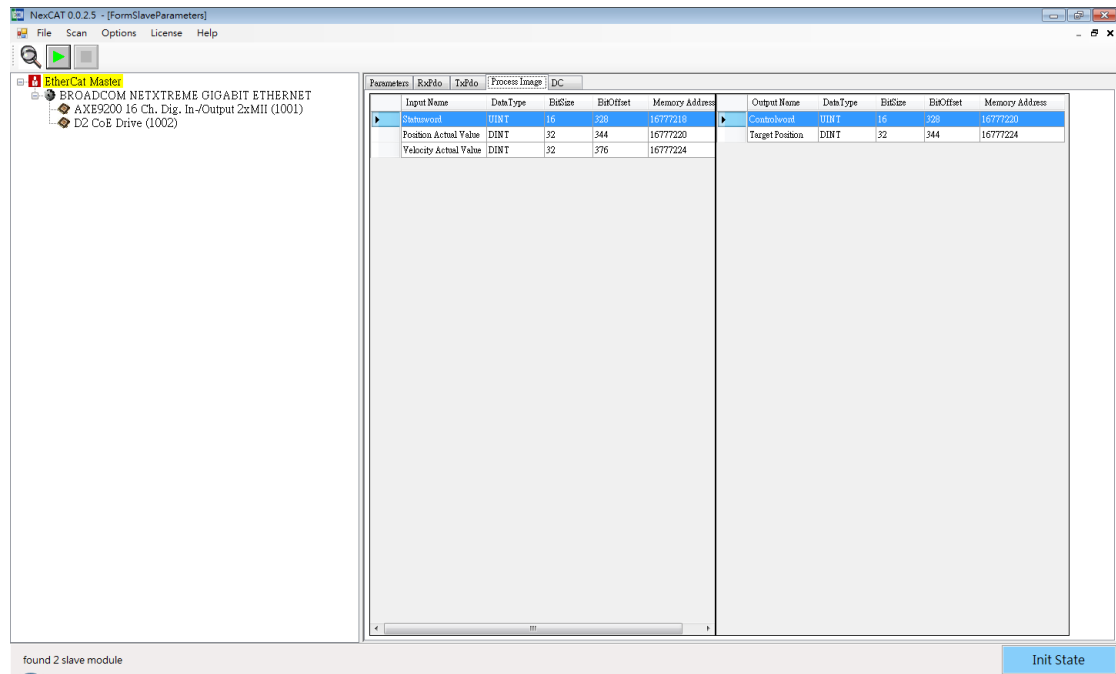 NexCAT 0.0.2.5 - [FormSlaveParameters]
File Scan Options License Help
EtherCat Master
BROADCOM NETXTREME GIGABIT ETHERNET
AXE9200 16 Ch. Dig. In-/Output 2xMII (1001)
D2 CoE Drive (1002)
Parameters RxPdo TxPdo Process Image DC
Input Name DataType BitSize BitOffset Memory Address
Statusword UINT 16 328 16777218
Position Actual Value DINT 32 344 16777220
Velocity Actual Value DINT 32 376 16777224
Output Name DataType BitSize BitOffset Memory Address
Controlword UINT 16 328 16777220
Target Position DINT 32 344 16777224
found 2 slave module
Init State